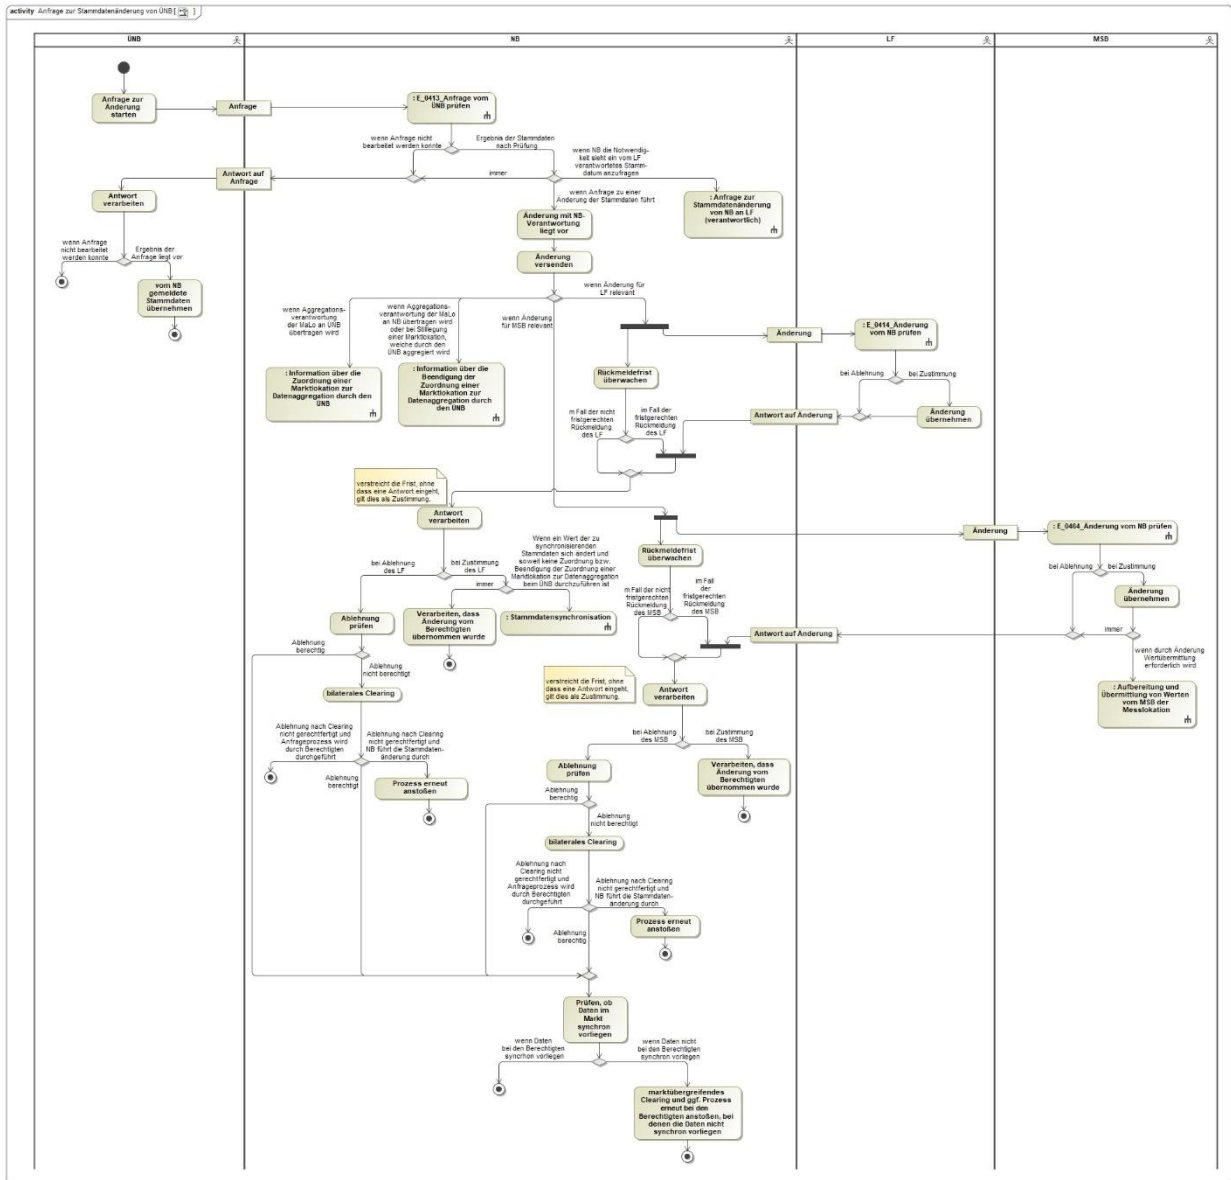 activity Anfrage zur Stammdatenänderung von ÜNB [ ]
ÜNB
NB
LF
MSB
Anfrage zur
Änderung
starten
Anfrage
: E_0413_Anfrage vom
ÜNB prüfen
wenn Anfrage nicht
bearbeitet werden konnte
Ergebnis der Stammdaten
nach Prüfung
wenn NB die Notwendig-
keit sieht ein vom LF
verantwortetes Stamm-
datum anzufragen
Antwort auf
Anfrage
immer
Antwort
verarbeiten
wenn Anfrage zu einer
Änderung der Stammdaten führt
: Anfrage zur
Stammdatenänderung
von NB an LF
(verantwortlich)
Änderung mit NB-
Verantwortung
liegt vor
wenn Anfrage
nicht bearbeitet
werden konnte
Ergebnis der
Anfrage liegt vor
Änderung
versenden
vom NB
gemeldete
Stammdaten
übernehmen
wenn Änderung für
LF relevant
wenn Aggregations-
verantwortung
der MaLo an ÜNB
übertragen wird
wenn Aggregations-
verantwortung der MaLo
an NB übertragen wird
oder bei Stilllegung
einer Marktlokation,
welche durch den
ÜNB aggregiert wird
wenn Änderung
für MSB relevant
Änderung
: E_0414_Änderung
vom NB prüfen
: Information über die
Zuordnung einer
Marktlokation zur
Datenaggregation durch den
ÜNB
: Information über die
Beendigung der
Zuordnung einer
Marktlokation zur
Datenaggregation durch
den ÜNB
Rückmeldefrist
überwachen
bei Ablehnung
bei Zustimmung
m Fall der nicht
fristgerechten
Rückmeldung
des LF
im Fall der
fristgerechten
Rückmeldung
des LF
Antwort auf Änderung
Änderung
übernehmen
verstreicht die Frist, ohne
dass eine Antwort eingeht,
gilt dies als Zustimmung.
Antwort
verarbeiten
Änderung
: E_0464_Änderung vom NB prüfen
Wenn ein Wert der zu
synchronisierenden
Stammdaten sich ändert und
soweit keine Zuordnung bzw.
Beendigung der Zuordnung einer
Marktlokation zur Datenaggregation
beim ÜNB durchzuführen ist
bei Ablehnung
des LF
bei Zustimmung
des LF
immer
Rückmeldefrist
überwachen
bei Ablehnung
bei Zustimmung
Änderung
übernehmen
m Fall der nicht
fristgerechten
Rückmeldung
des MSB
im Fall
der
fristgerechten
Rückmeldung
des MSB
Ablehnung
prüfen
Verarbeiten, dass
Änderung vom
Berechtigten
übernommen wurde
: Stammdatensynchronisation
Antwort auf Änderung
immer
Ablehnung
berechtig
Ablehnung
nicht berechtigt
wenn durch Änderung
Wertübermittlung
erforderlich wird
bilaterales Clearing
verstreicht die Frist, ohne
dass eine Antwort eingeht,
gilt dies als Zustimmung.
Antwort
verarbeiten
: Aufbereitung und
Übermittlung von Werten
vom MSB der
Messlokation
Ablehnung nach Clearing
nicht gerechtfertigt und
Anfrageprozess wird
durch Berechtigten
durchgeführt
Ablehnung nach Clearing
nicht gerechtfertigt und
NB führt die Stammdaten-
änderung durch
bei Ablehnung
des MSB
bei Zustimmung
des MSB
Ablehnung
berechtigt
Prozess erneut
anstoßen
Ablehnung
prüfen
Verarbeiten, dass
Änderung vom
Berechtigten
übernommen wurde
Ablehnung
berechtig
Ablehnung
nicht berechtigt
bilaterales Clearing
Ablehnung nach
Clearing nicht
gerechtfertigt und
Anfrageprozess wird
durch Berechtigten
durchgeführt
Ablehnung nach Clearing
nicht gerechtfertigt und
NB führt die Stammdaten-
änderung durch
Prozess erneut
anstoßen
Ablehnung
berechtig
Prüfen, ob
Daten im
Markt
synchron
vorliegen
wenn Daten
bei den Berechtigten
syncrhon vorliegen
wenn Daten nicht
bei den Berechtigten
synchron vorliegen
marktübergreifendes
Clearing und ggf. Prozess
erneut bei den
Berechtigten anstoßen, bei
denen die Daten nicht
synchron vorliegen